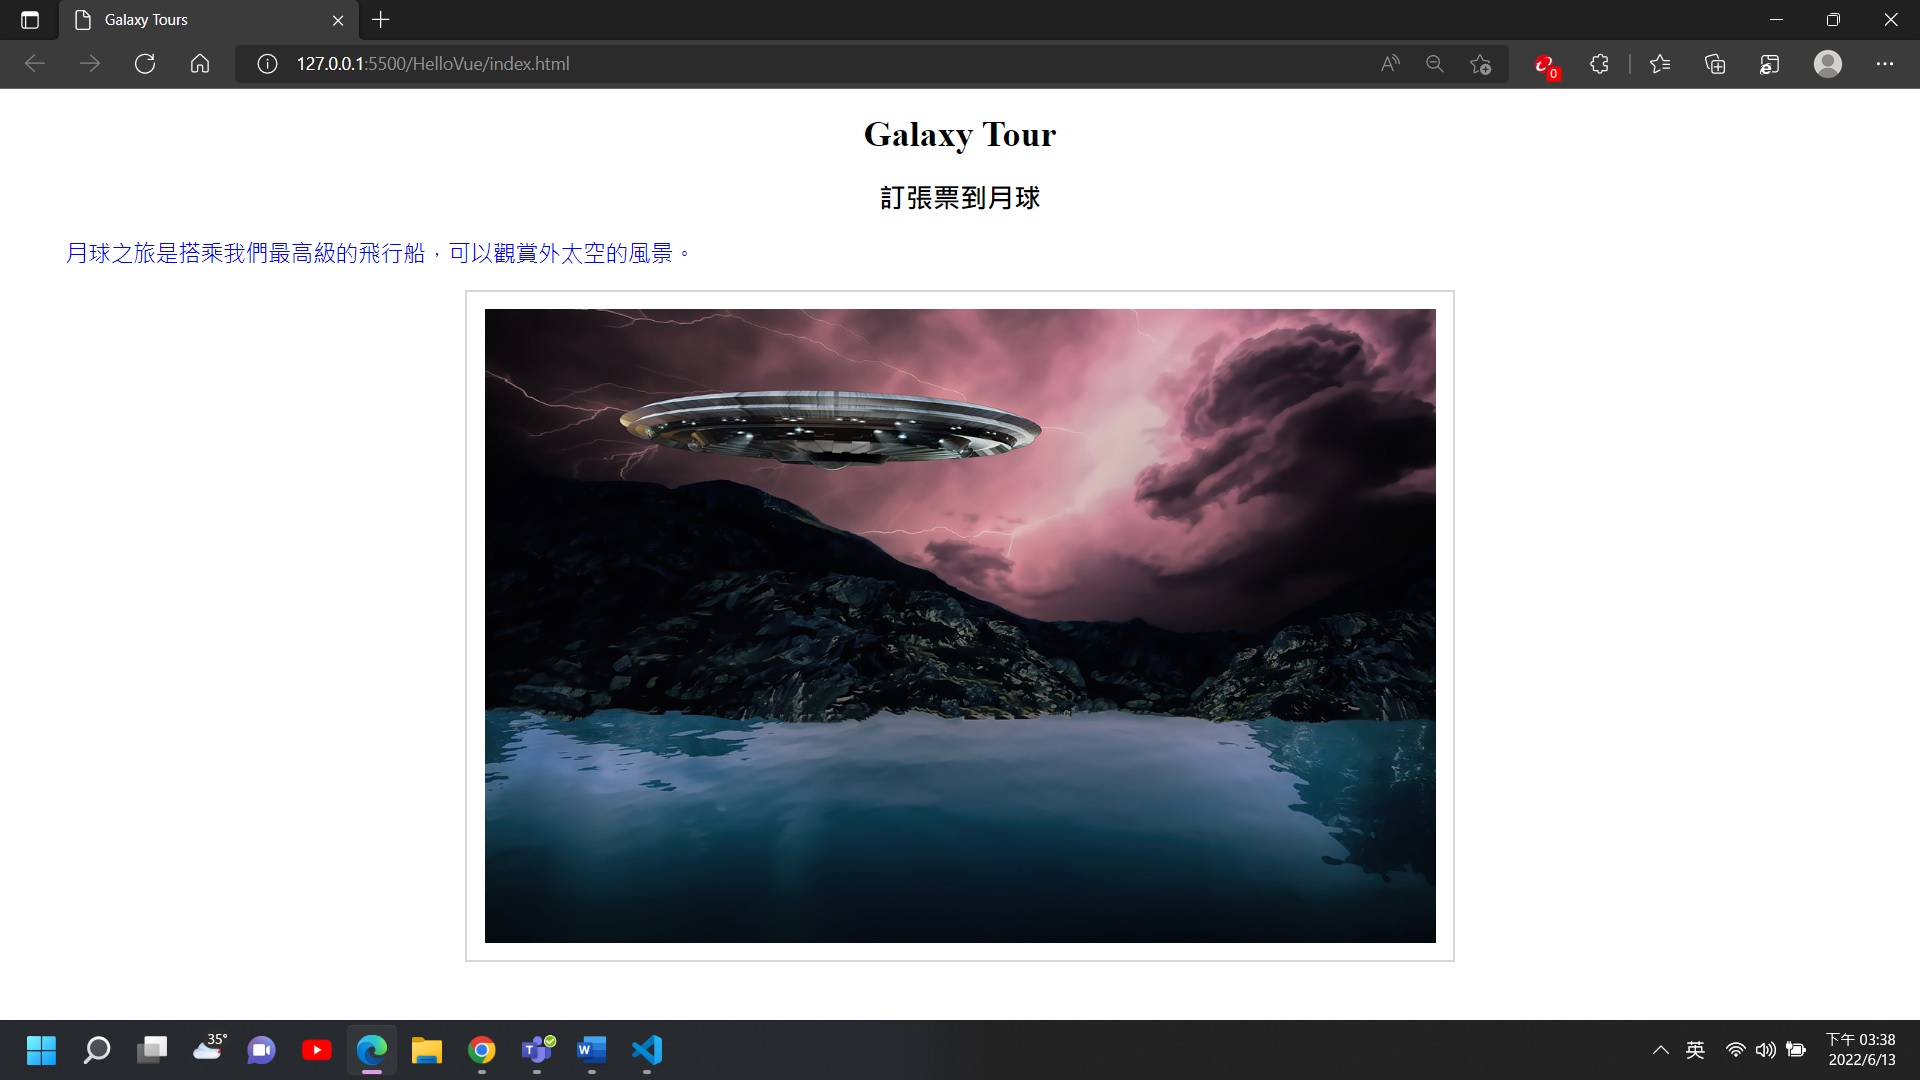 Galaxy Tours
127.0.0.1:5500/HelloVue/index.html
0
Galaxy Tour
訂張票到月球
月球之旅是搭乘我們最高級的飛行船，可以觀賞外太空的風景。
35°
英
下午 03:38
2022/6/13